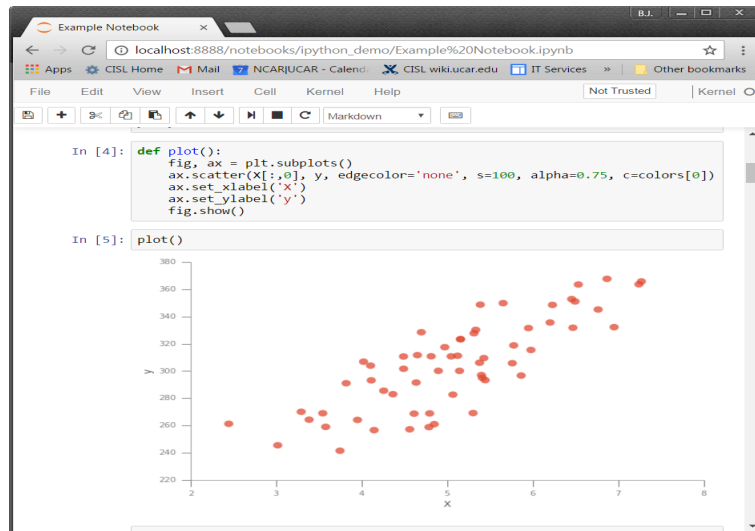 B.J.
Example Notebook
localhost:8888/notebooks/ipython_demo/Example%20Notebook.ipynb
Apps CISL Home Mail 7 NCAR|UCAR - Calend CISL wiki.ucar.edu IT Services » Other bookmarks
File Edit View Insert Cell Kernel Help Not Trusted Kernel
Markdown
In [4]: def plot():
fig, ax = plt.subplots()
ax.scatter(X[:,0], y, edgecolor='none', s=100, alpha=0.75, c=colors[0])
ax.set_xlabel('X')
ax.set_ylabel('y')
fig.show()
In [5]: plot()
380
360
340
320
300
280
260
240
220
y
2 3 4 5 6 7 8
X